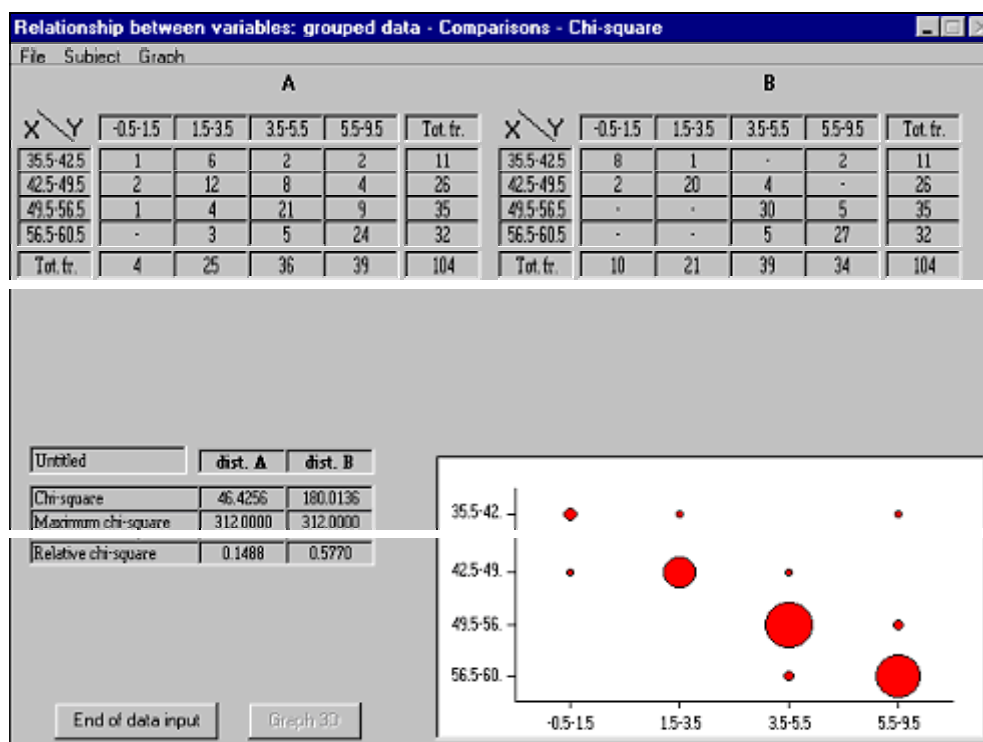 Relationship between variables: grouped data - Comparisons - Chi-square
File Subject Graph
A B
X Y -0.5-1.5 1.5-3.5 3.5-5.5 5.5-9.5 Tot. fr. X Y -0.5-1.5 1.5-3.5 3.5-5.5 5.5-9.5 Tot. fr.
35.5-42.5 1 6 2 2 11 35.5-42.5 8 1 · 2 11
42.5-49.5 2 12 8 4 26 42.5-49.5 2 20 4 · 26
49.5-56.5 1 4 21 9 35 49.5-56.5 · · 30 5 35
56.5-60.5 · 3 5 24 32 56.5-60.5 · · 5 27 32
Tot. fr. 4 25 36 39 104 Tot. fr. 10 21 39 34 104
Untitled dist. A dist. B
Chi-square 46.4256 180.0136
Maximum chi-square 312.0000 312.0000
Relative chi-square 0.1488 0.5770
35.5-42.
42.5-49.
49.5-56.
56.5-60.
-0.5-1.5 1.5-3.5 3.5-5.5 5.5-9.5
End of data input Graph 3D